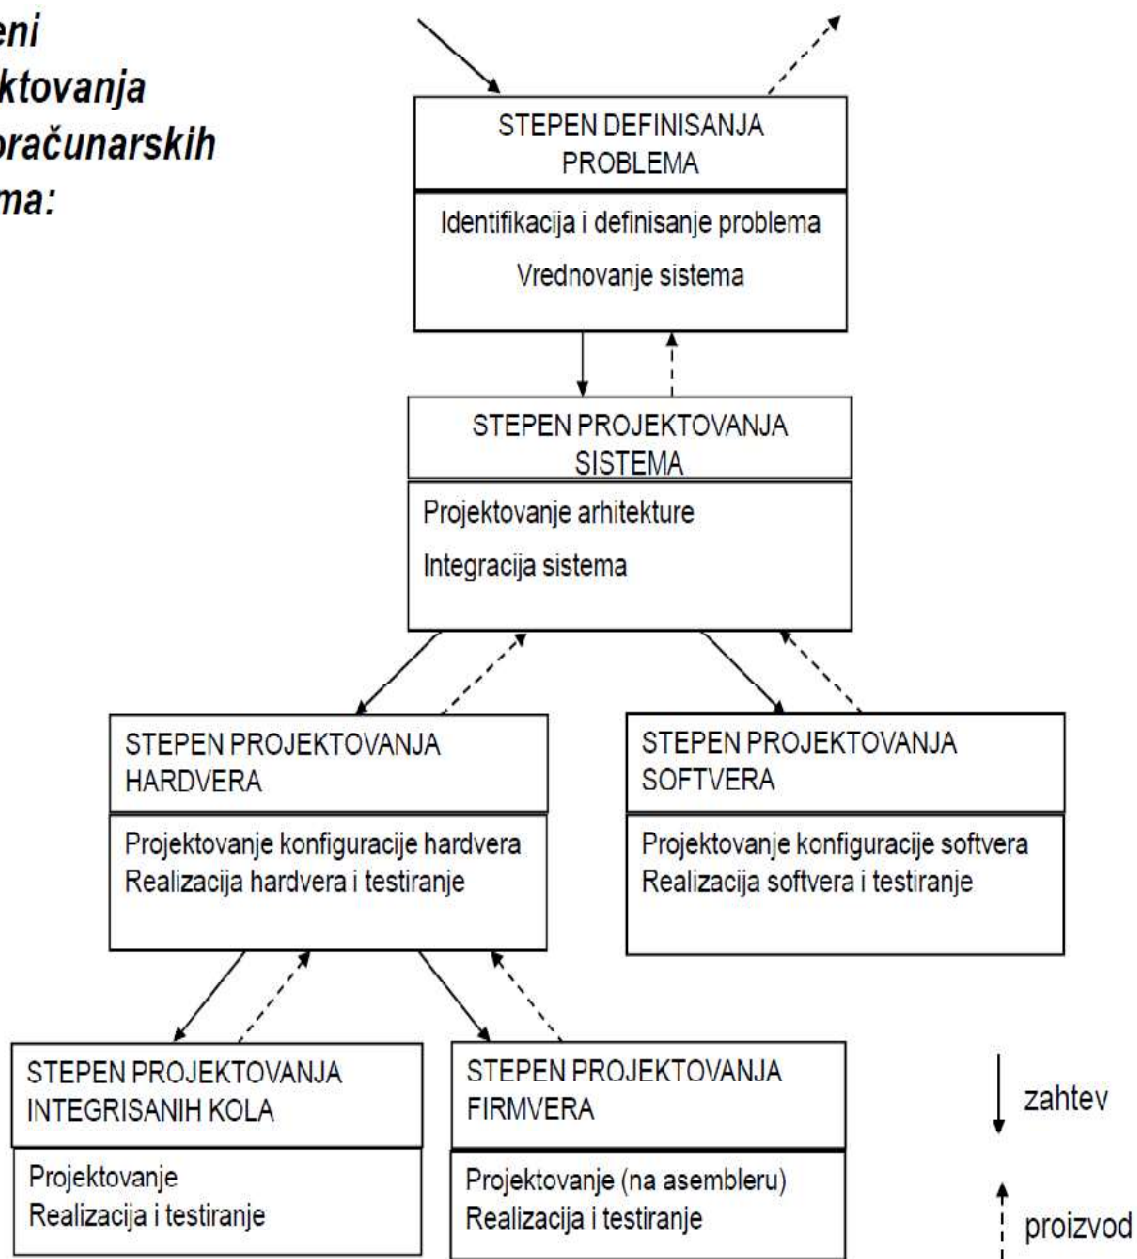 eni
ktovanja
oračunarskih
ma:
STEPEN DEFINISANJA
PROBLEMA
Identifikacija i definisanje problema
Vrednovanje sistema
STEPEN PROJEKTOVANJA
SISTEMA
Projektovanje arhitekture
Integracija sistema
STEPEN PROJEKTOVANJA
HARDVERA
Projektovanje konfiguracije hardvera
Realizacija hardvera i testiranje
STEPEN PROJEKTOVANJA
SOFTVERA
Projektovanje konfiguracije softvera
Realizacija softvera i testiranje
STEPEN PROJEKTOVANJA
INTEGRISANIH KOLA
Projektovanje
Realizacija i testiranje
STEPEN PROJEKTOVANJA
FIRMVERA
Projektovanje (na asembleru)
Realizacija i testiranje
zahtev
proizvod